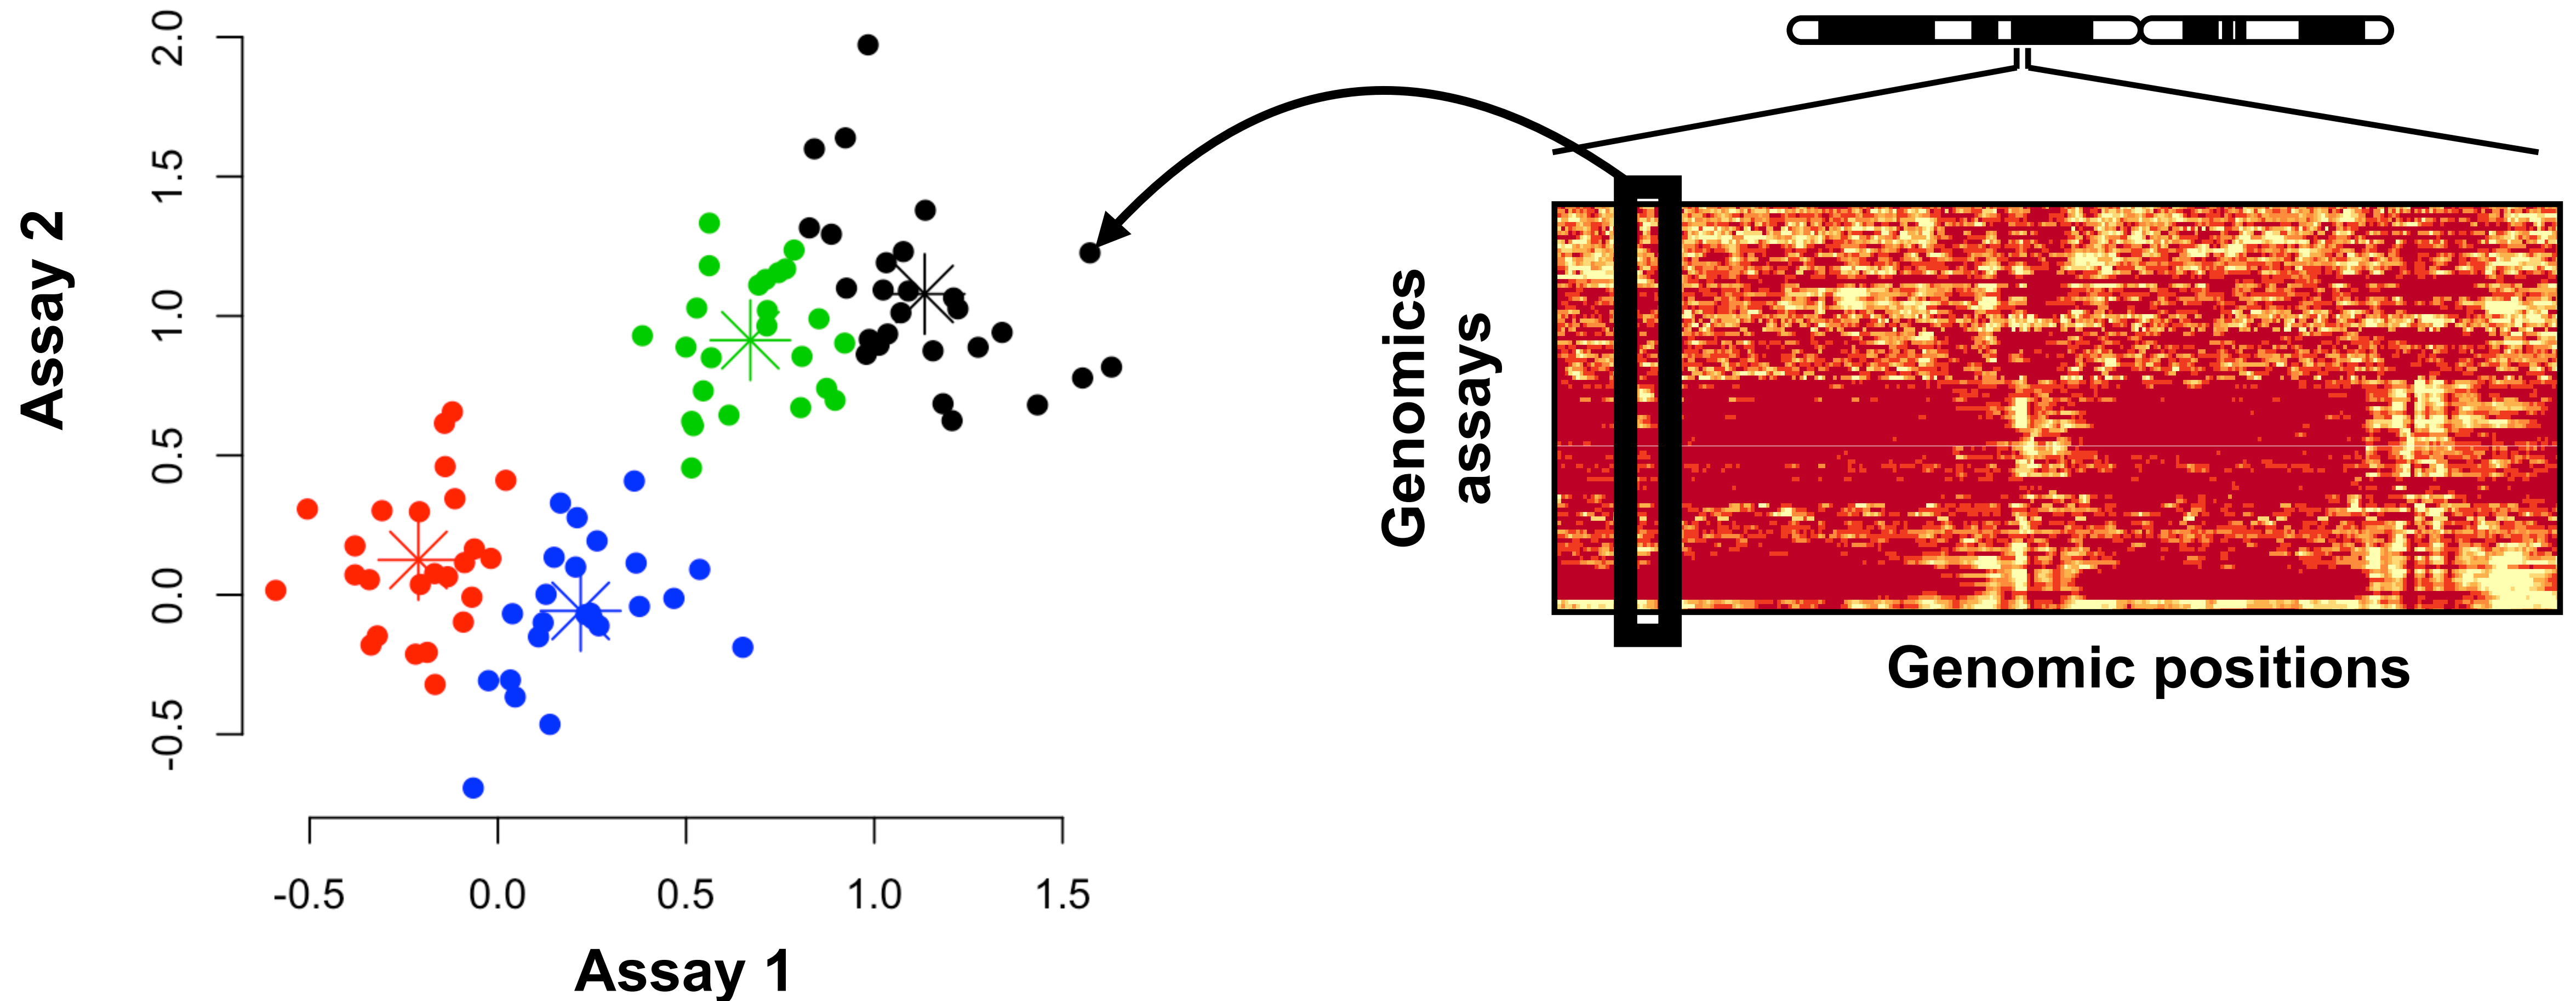 Assay 2
2.0
1.5
1.0
0.5
0.0
-0.5
-0.5 0.0 0.5 1.0 1.5
Assay 1
Genomics
assays
Genomic positions